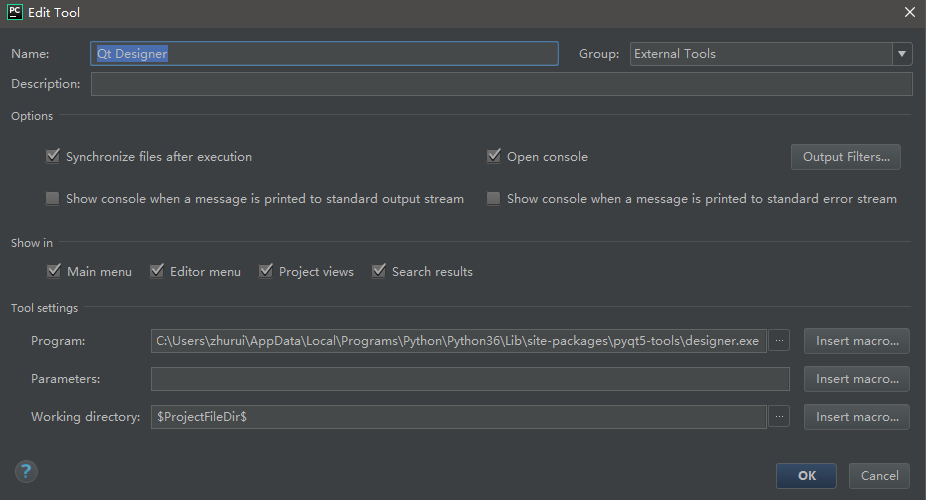 PC Edit Tool
Name: Qt Designer Group: External Tools
Description:
Options
Synchronize files after execution Open console Output Filters...
Show console when a message is printed to standard output stream Show console when a message is printed to standard error stream
Show in
Main menu Editor menu Project views Search results
Tool settings
Program: C:\Users\zhurui\AppData\Local\Programs\Python\Python36\Lib\site-packages\pyqt5-tools\designer.exe ... Insert macro...
Parameters: Insert macro...
Working directory: $ProjectFileDir$ ... Insert macro...
? OK Cancel